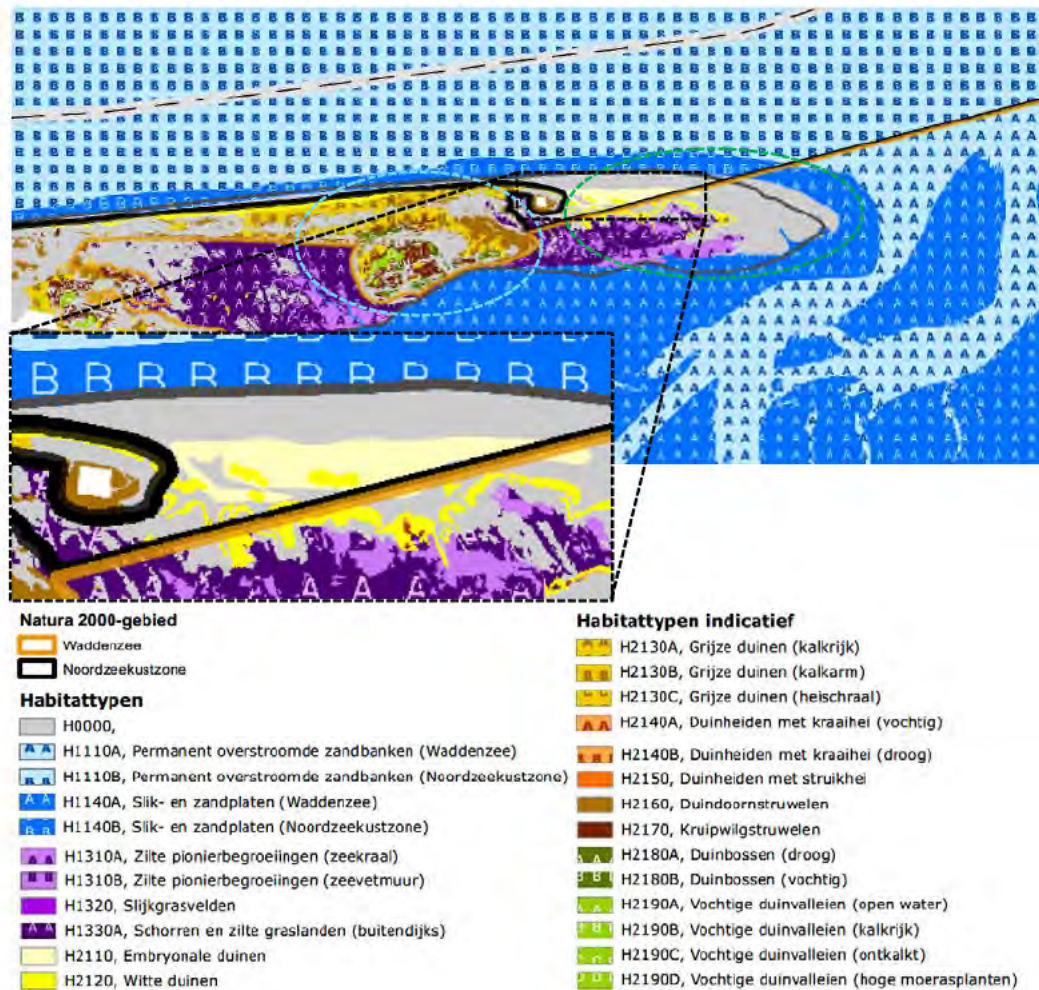 Natura 2000-gebied
Waddenzee
Noordzeekustzone
Habitattypen
H0000,
H1110A, Permanent overstroomde zandbanken (Waddenzee)
H1110B, Permanent overstroomde zandbanken (Noordzeekustzone)
H1140A, Slik- en zandplaten (Waddenzee)
H1140B, Slik- en zandplaten (Noordzeekustzone)
H1310A, Zilte pionierbegroeiingen (zeekraal)
H1310B, Zilte pionierbegroeiingen (zeevetmuur)
H1320, Slijkgrasvelden
H1330A, Schorren en zilte graslanden (buitendijks)
H2110, Embryonale duinen
H2120, Witte duinen
Habitattypen indicatief
H2130A, Grijze duinen (kalkrijk)
H2130B, Grijze duinen (kalkarm)
H2130C, Grijze duinen (heischraal)
H2140A, Duinheiden met kraaihei (vochtig)
H2140B, Duinheiden met kraaihei (droog)
H2150, Duinheiden met struikhei
H2160, Duindoornstruwelen
H2170, Kruipwilgstruwelen
H2180A, Duinbossen (droog)
H2180B, Duinbossen (vochtig)
H2190A, Vochtige duinvalleien (open water)
H2190B, Vochtige duinvalleien (kalkrijk)
H2190C, Vochtige duinvalleien (ontkalkt)
H2190D, Vochtige duinvalleien (hoge moerasplanten)